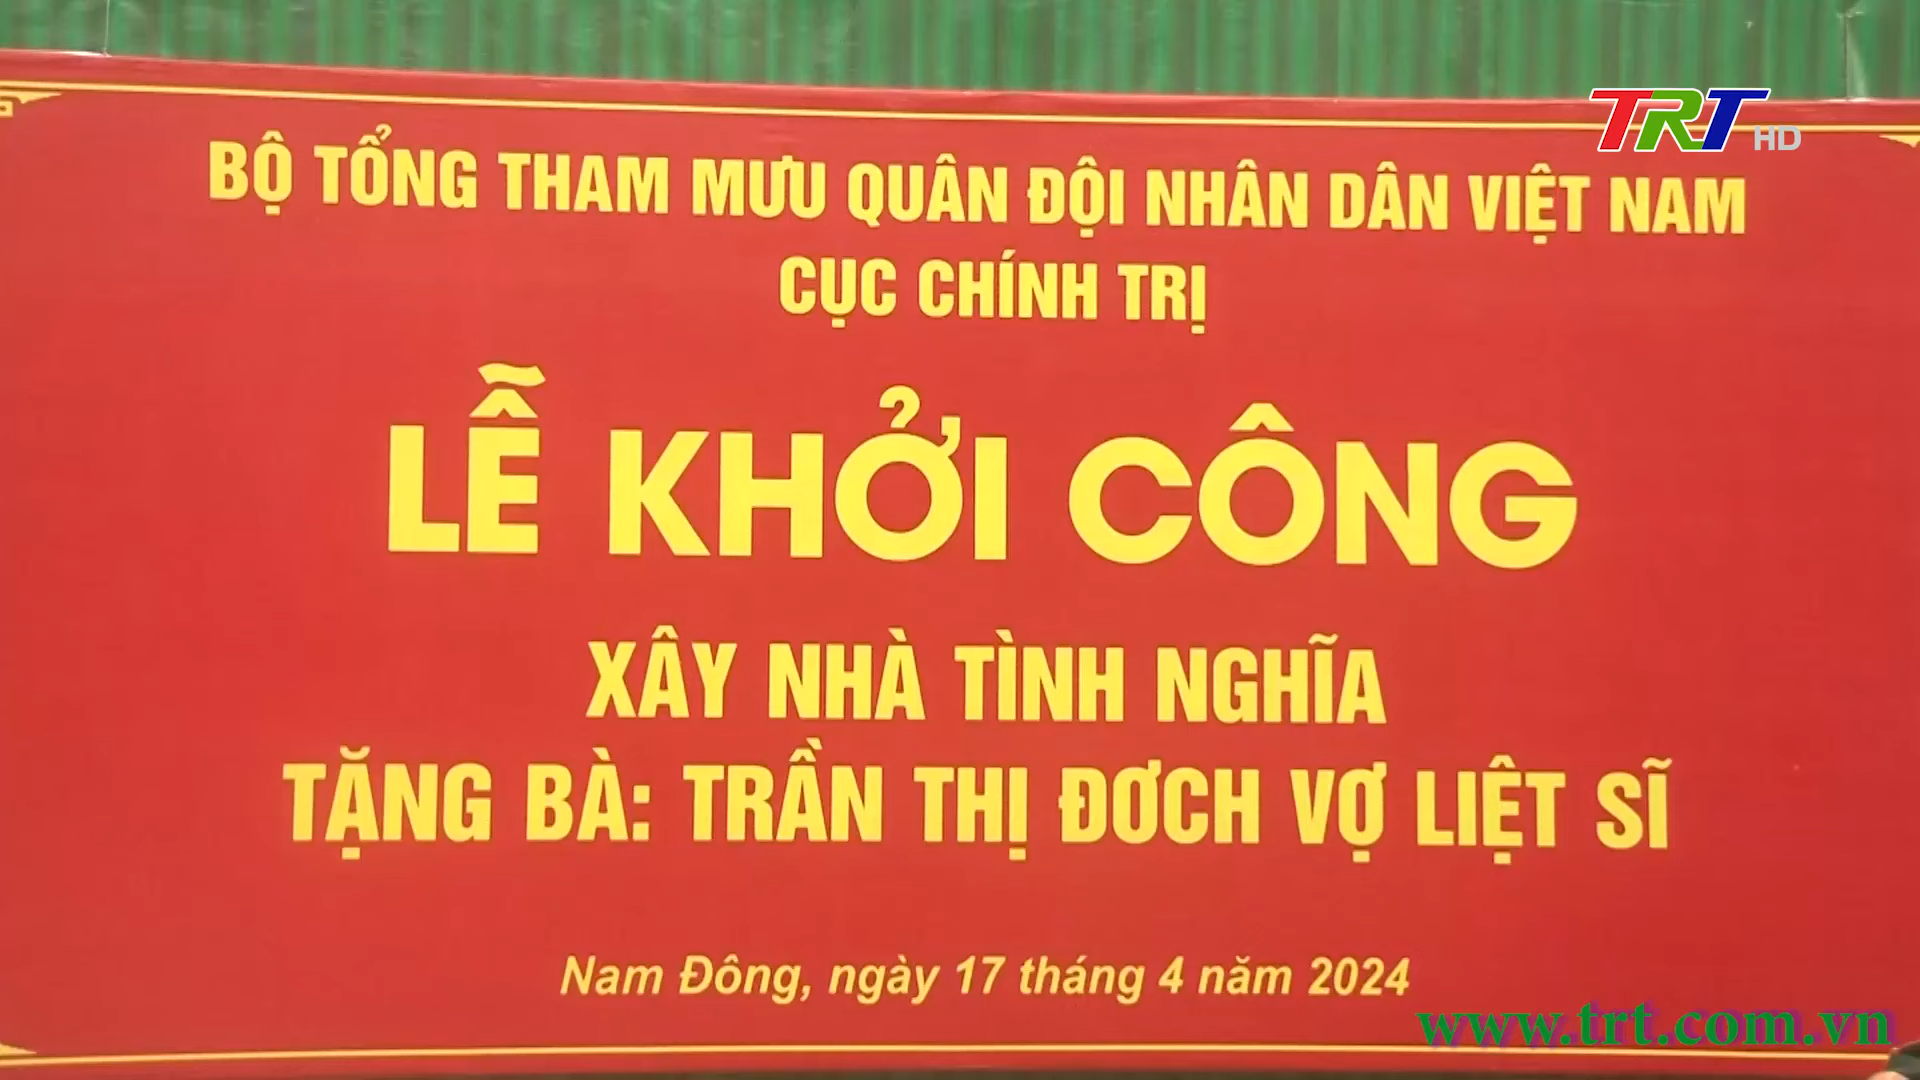 TRT HD
BỘ TỔNG THAM MƯU QUÂN ĐỘI NHÂN DÂN VIỆT NAM
CỤC CHÍNH TRỊ
LỄ KHỞI CÔNG
XÂY NHÀ TÌNH NGHĨA
TẶNG BÀ: TRẦN THỊ ĐƠCH VỢ LIỆT SĨ
Nam Đông, ngày 17 tháng 4 năm 2024
www.trt.com.vn